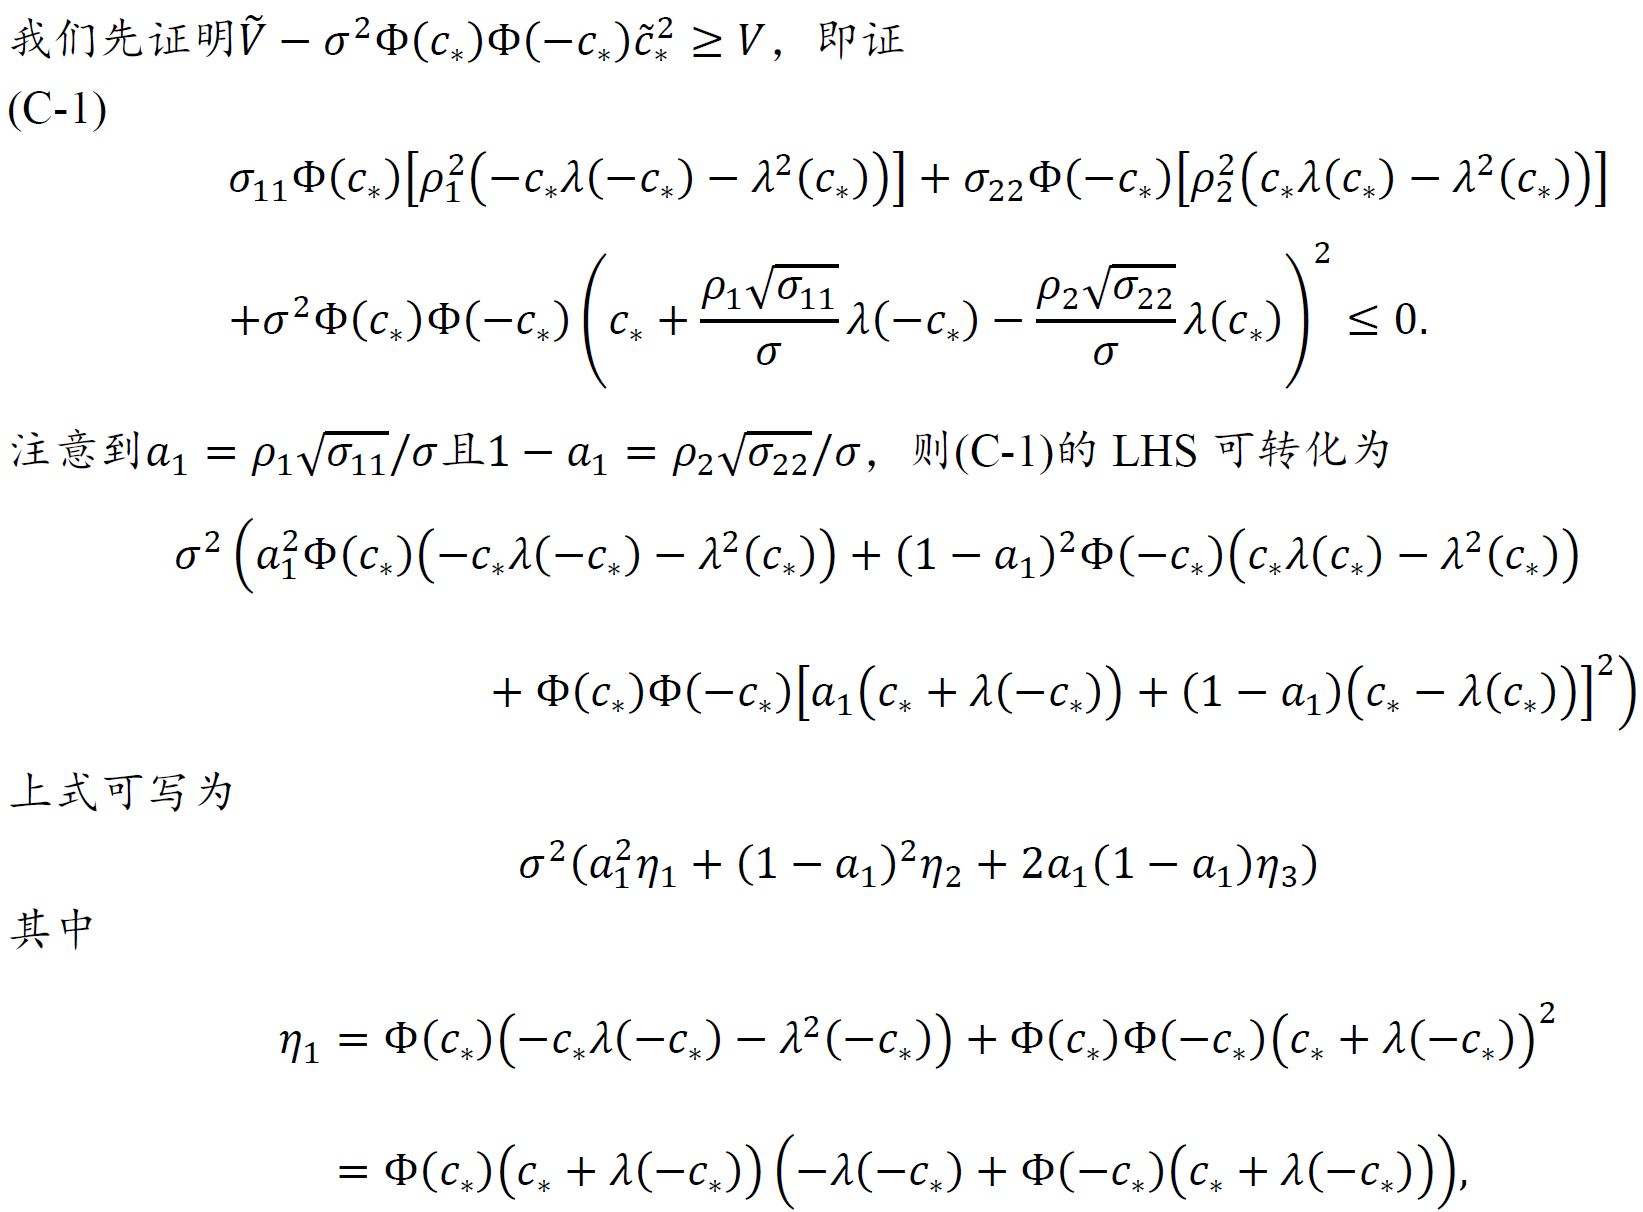 我们先证明Ṽ − σ²Φ(c∗)Φ(−c∗)c̃∗² ≥ V，即证
(C-1)
σ₁₁Φ(c∗)[ρ₁²(−c∗λ(−c∗) − λ²(c∗))] + σ₂₂Φ(−c∗)[ρ₂²(c∗λ(c∗) − λ²(c∗))]
+σ²Φ(c∗)Φ(−c∗)(c∗ + (ρ₁√σ₁₁/σ)λ(−c∗) − (ρ₂√σ₂₂/σ)λ(c∗))² ≤ 0.
注意到a₁ = ρ₁√σ₁₁/σ且1 − a₁ = ρ₂√σ₂₂/σ，则(C-1)的 LHS 可转化为
σ²(a₁²Φ(c∗)(−c∗λ(−c∗) − λ²(c∗)) + (1 − a₁)²Φ(−c∗)(c∗λ(c∗) − λ²(c∗))
+ Φ(c∗)Φ(−c∗)[a₁(c∗ + λ(−c∗)) + (1 − a₁)(c∗ − λ(c∗))]²)
上式可写为
σ²(a₁²η₁ + (1 − a₁)²η₂ + 2a₁(1 − a₁)η₃)
其中
η₁ = Φ(c∗)(−c∗λ(−c∗) − λ²(−c∗)) + Φ(c∗)Φ(−c∗)(c∗ + λ(−c∗))²
= Φ(c∗)(c∗ + λ(−c∗))(−λ(−c∗) + Φ(−c∗)(c∗ + λ(−c∗))),